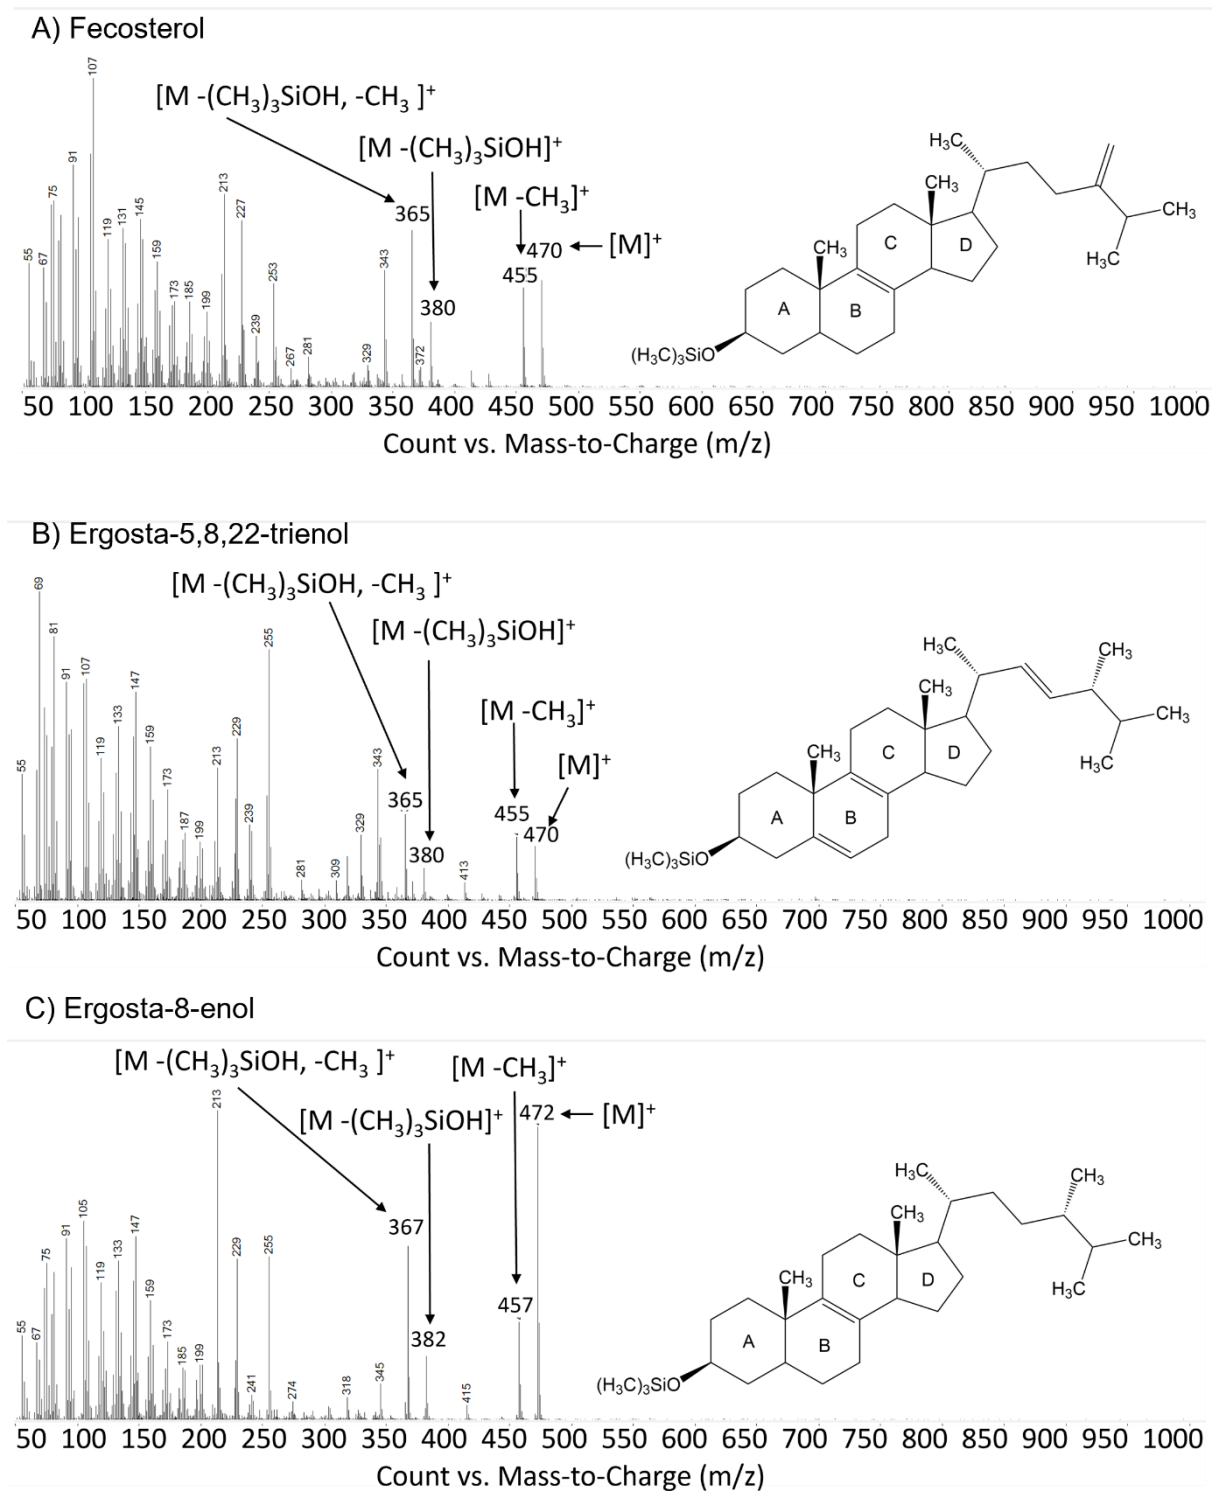 A) Fecosterol
107
[M -(CH₃)₃SiOH, -CH₃ ]⁺
[M -(CH₃)₃SiOH]⁺
[M -CH₃]⁺
[M]⁺
55
67
75
91
119
131
145
159
173
185
199
213
227
239
253
267
281
329
343
365
372
380
455
470
H₃C
CH₃
CH₃
CH₃
H₃C
A
B
C
D
(H₃C)₃SiO
50 100 150 200 250 300 350 400 450 500 550 600 650 700 750 800 850 900 950 1000
Count vs. Mass-to-Charge (m/z)
B) Ergosta-5,8,22-trienol
[M -(CH₃)₃SiOH, -CH₃ ]⁺
[M -(CH₃)₃SiOH]⁺
[M -CH₃]⁺
[M]⁺
55
69
81
91
107
119
133
147
159
173
187
199
213
229
239
255
281
309
329
343
365
380
413
455
470
H₃C
CH₃
CH₃
CH₃
CH₃
H₃C
A
B
C
D
(H₃C)₃SiO
50 100 150 200 250 300 350 400 450 500 550 600 650 700 750 800 850 900 950 1000
Count vs. Mass-to-Charge (m/z)
C) Ergosta-8-enol
[M -(CH₃)₃SiOH, -CH₃ ]⁺
[M -CH₃]⁺
[M -(CH₃)₃SiOH]⁺
[M]⁺
55
67
75
91
105
119
133
147
159
173
185
199
213
229
241
255
274
318
345
367
382
415
457
472
H₃C
CH₃
CH₃
CH₃
CH₃
H₃C
A
B
C
D
(H₃C)₃SiO
50 100 150 200 250 300 350 400 450 500 550 600 650 700 750 800 850 900 950 1000
Count vs. Mass-to-Charge (m/z)